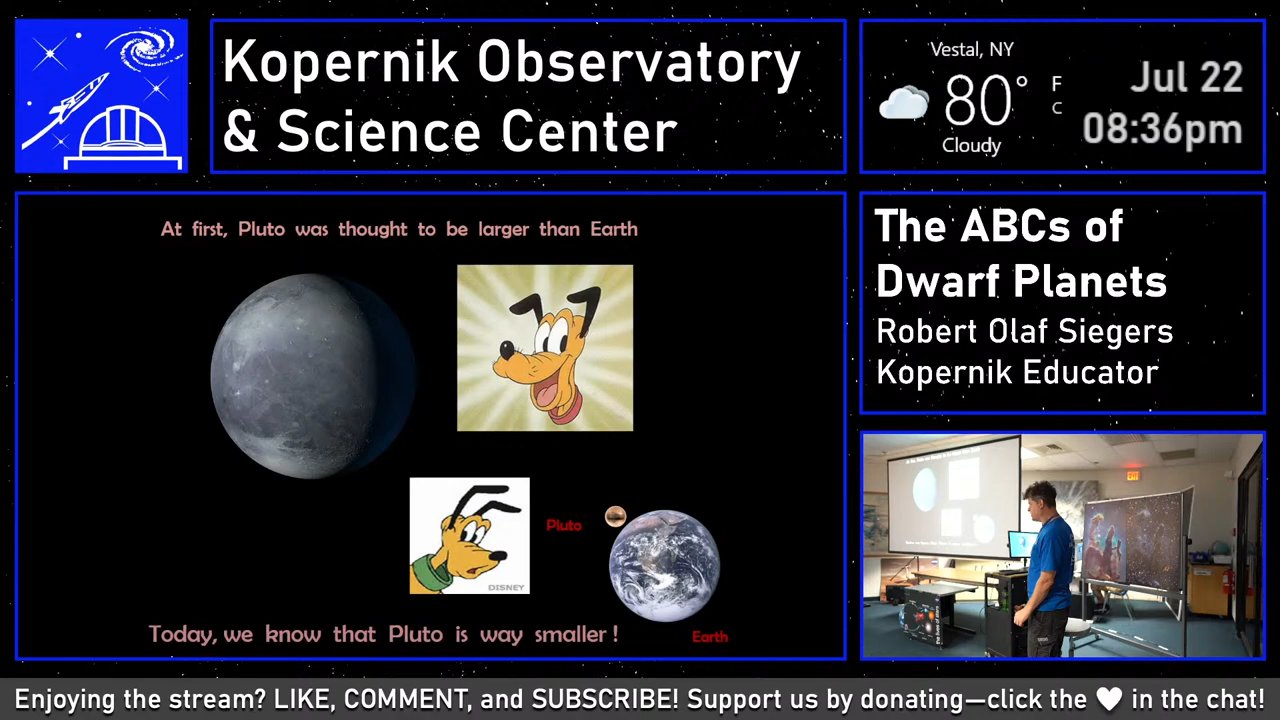 Kopernik Observatory
& Science Center
Vestal, NY
80°
F
C
Cloudy
Jul 22
08:36pm
At first, Pluto was thought to be larger than Earth
DISNEY
Pluto
Earth
Today, we know that Pluto is way smaller !
The ABCs of
Dwarf Planets
Robert Olaf Siegers
Kopernik Educator
Enjoying the stream? LIKE, COMMENT, and SUBSCRIBE! Support us by donating—click the ♥ in the chat!